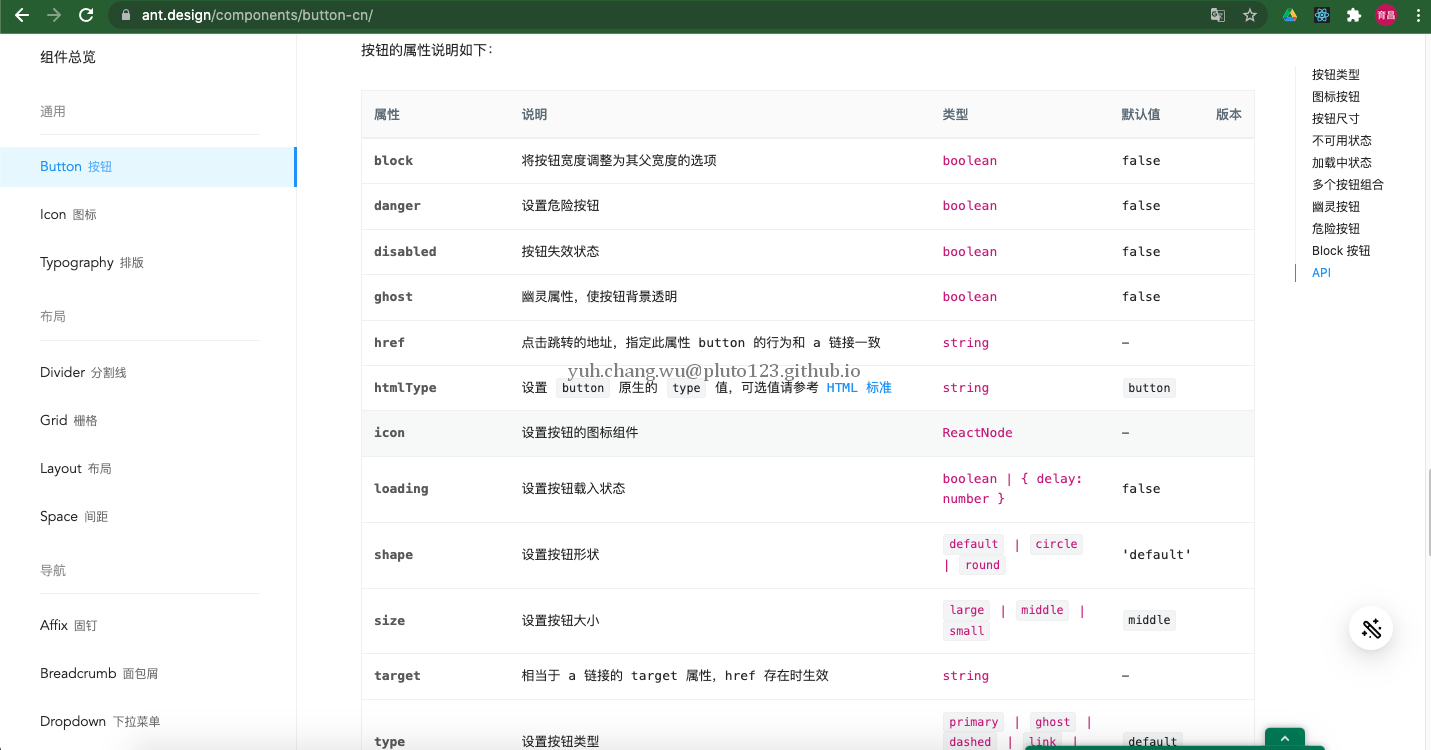 ant.design/components/button-cn/
育昌
组件总览
通用
Button 按钮
Icon 图标
Typography 排版
布局
Divider 分割线
Grid 栅格
Layout 布局
Space 间距
导航
Affix 固钉
Breadcrumb 面包屑
Dropdown 下拉菜单
按钮的属性说明如下：
属性 说明 类型 默认值 版本
block 将按钮宽度调整为其父宽度的选项 boolean false
danger 设置危险按钮 boolean false
disabled 按钮失效状态 boolean false
ghost 幽灵属性，使按钮背景透明 boolean false
href 点击跳转的地址，指定此属性 button 的行为和 a 链接一致 string -
yuh.chang.wu@pluto123.github.io
htmlType 设置 button 原生的 type 值，可选值请参考 HTML 标准 string button
icon 设置按钮的图标组件 ReactNode -
loading 设置按钮载入状态 boolean | { delay: number } false
shape 设置按钮形状 default | circle | round 'default'
size 设置按钮大小 large | middle | small middle
target 相当于 a 链接的 target 属性，href 存在时生效 string -
type 设置按钮类型 primary | ghost | dashed | link | default
按钮类型
图标按钮
按钮尺寸
不可用状态
加载中状态
多个按钮组合
幽灵按钮
危险按钮
Block 按钮
API